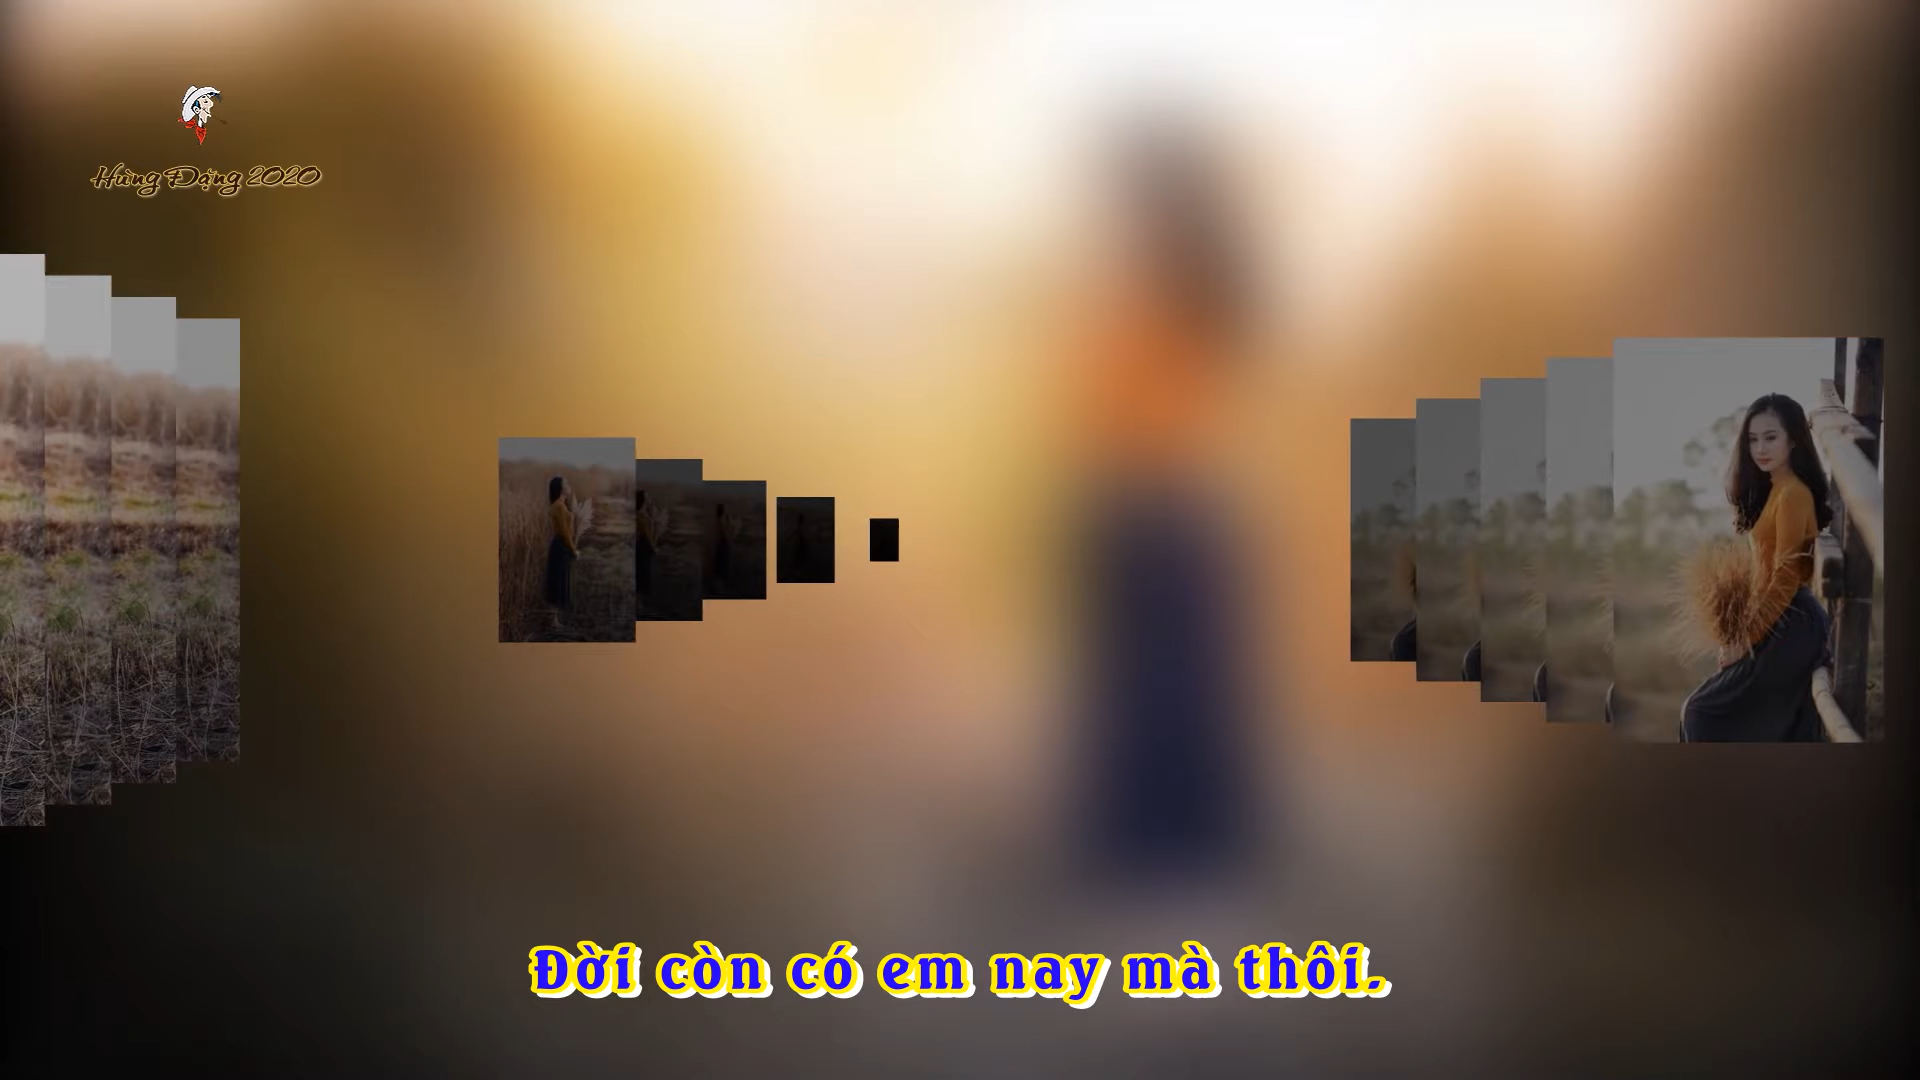 Hùng Đặng 2020
Đời còn có em nay mà thôi.